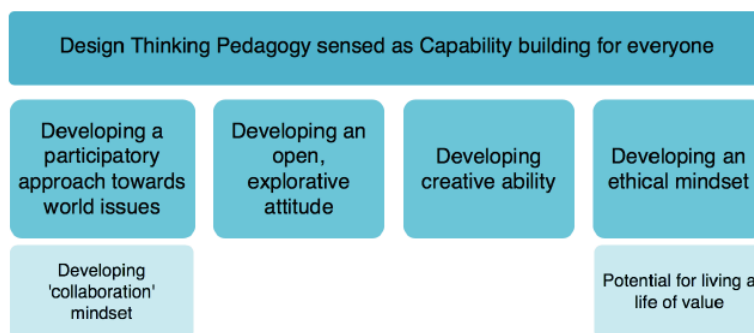 Design Thinking Pedagogy sensed as Capability building for everyone
Developing a
participatory
approach towards
world issues
Developing an
open,
explorative
attitude
Developing
creative ability
Developing an
ethical mindset
Developing
'collaboration'
mindset
Potential for living a
life of value